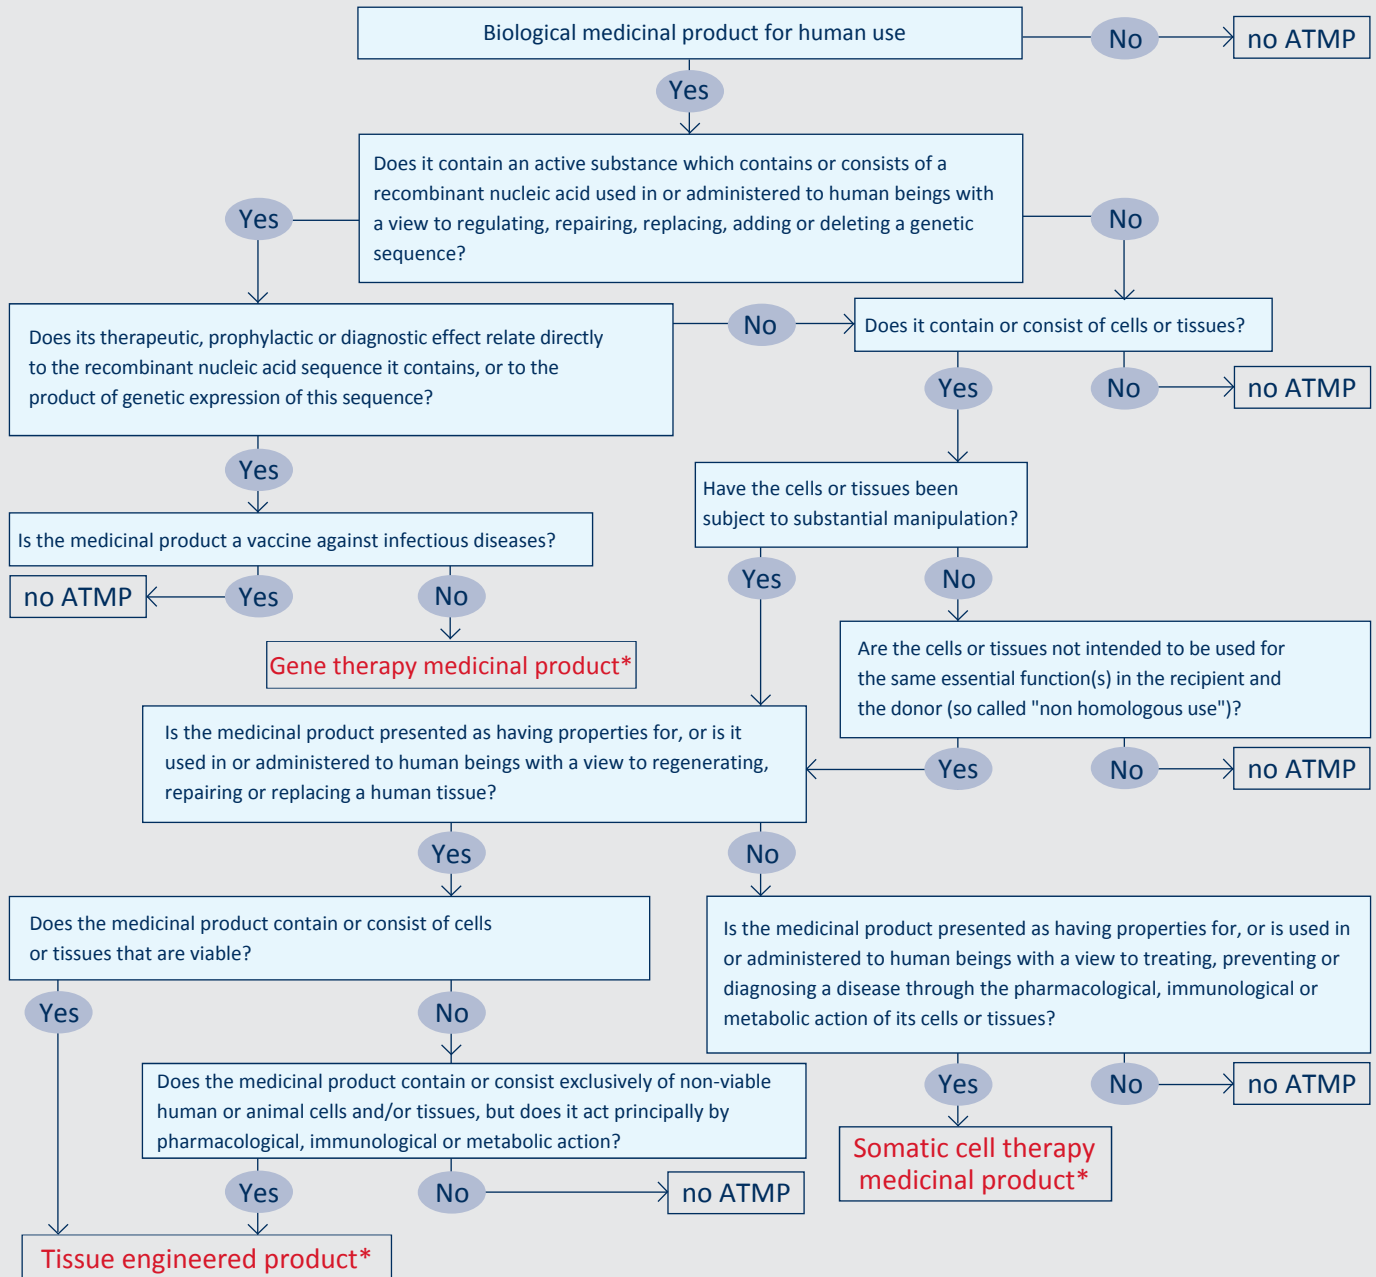 Biological medicinal product for human use
No
no ATMP
Yes
Does it contain an active substance which contains or consists of a
recombinant nucleic acid used in or administered to human beings with
a view to regulating, repairing, replacing, adding or deleting a genetic
sequence?
Yes
No
Does its therapeutic, prophylactic or diagnostic effect relate directly
to the recombinant nucleic acid sequence it contains, or to the
product of genetic expression of this sequence?
No
Does it contain or consist of cells or tissues?
Yes
No
no ATMP
Yes
Have the cells or tissues been
subject to substantial manipulation?
Is the medicinal product a vaccine against infectious diseases?
no ATMP
Yes
No
Yes
No
Gene therapy medicinal product*
Are the cells or tissues not intended to be used for
the same essential function(s) in the recipient and
the donor (so called "non homologous use")?
Is the medicinal product presented as having properties for, or is it
used in or administered to human beings with a view to regenerating,
repairing or replacing a human tissue?
Yes
No
no ATMP
Yes
No
Does the medicinal product contain or consist of cells
or tissues that are viable?
Is the medicinal product presented as having properties for, or is used in
or administered to human beings with a view to treating, preventing or
diagnosing a disease through the pharmacological, immunological or
metabolic action of its cells or tissues?
Yes
No
Does the medicinal product contain or consist exclusively of non-viable
human or animal cells and/or tissues, but does it act principally by
pharmacological, immunological or metabolic action?
Yes
No
no ATMP
Somatic cell therapy
medicinal product*
Yes
No
no ATMP
Tissue engineered product*